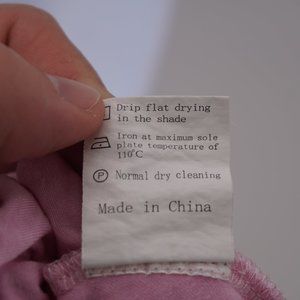 Drip flat drying
in the shade
Iron at maximum sole
plate temperature of
110℃
P Normal dry cleaning
Made in China